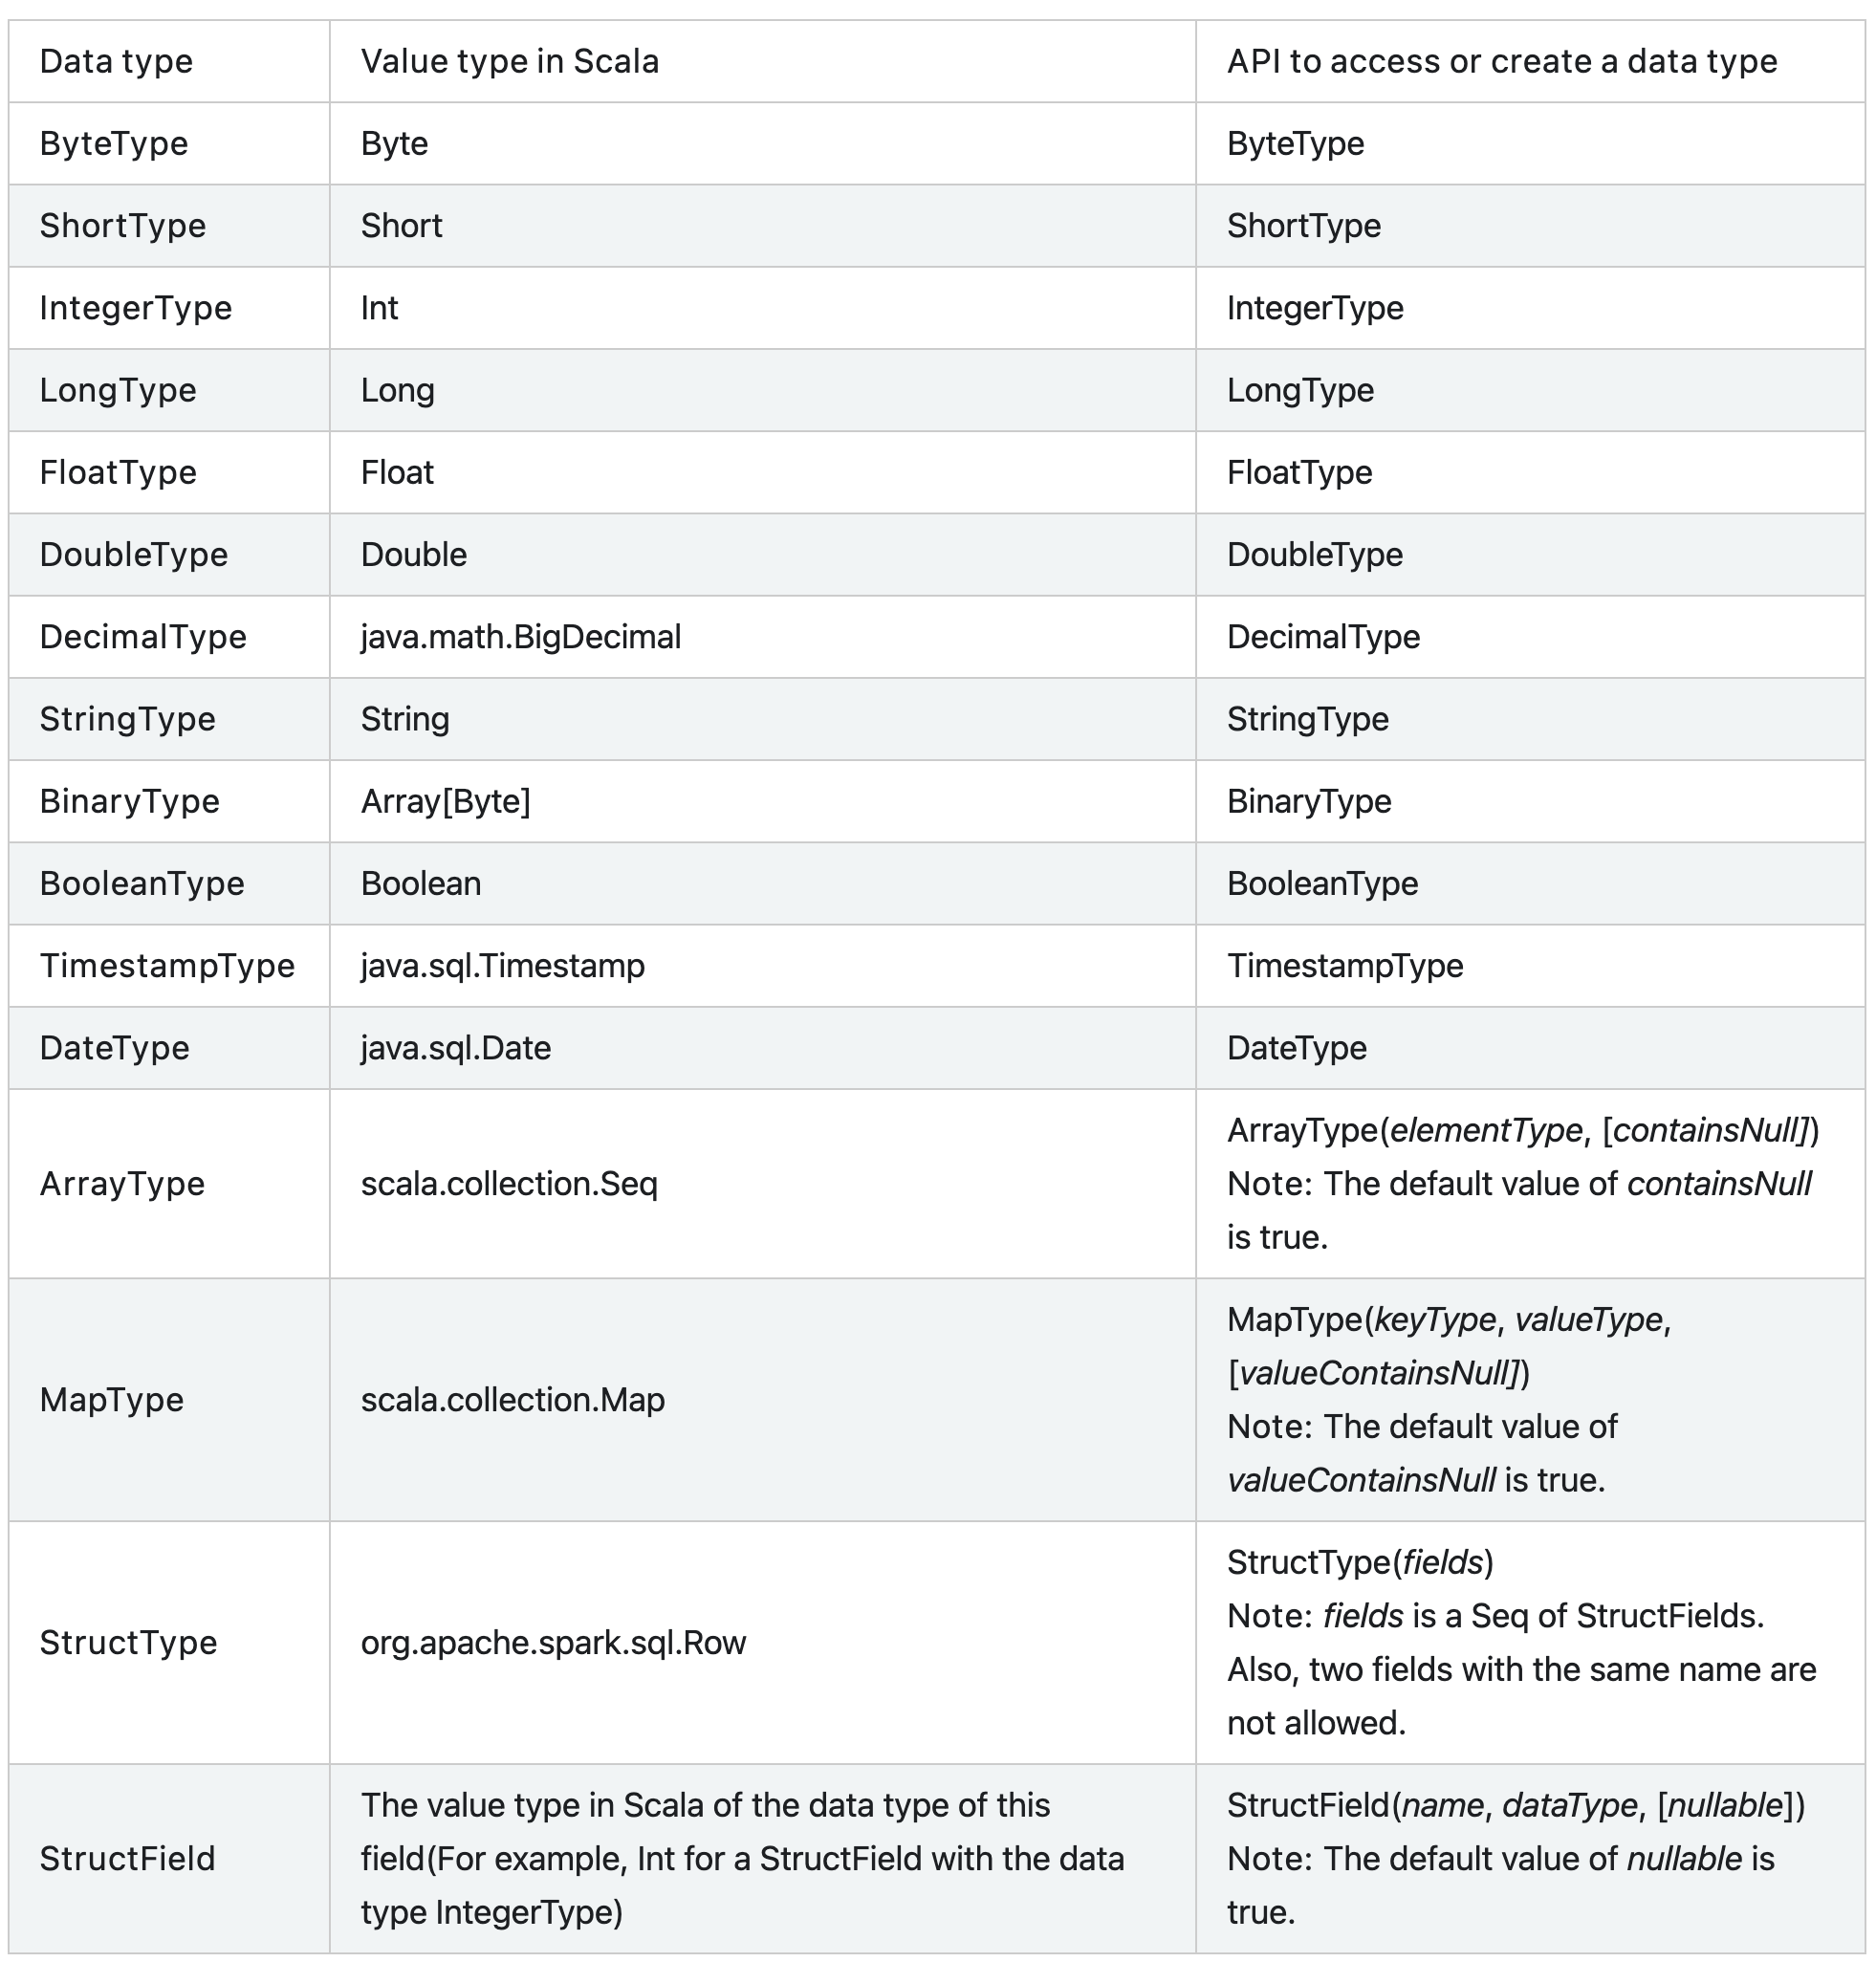 Data type Value type in Scala API to access or create a data type
ByteType Byte ByteType
ShortType Short ShortType
IntegerType Int IntegerType
LongType Long LongType
FloatType Float FloatType
DoubleType Double DoubleType
DecimalType java.math.BigDecimal DecimalType
StringType String StringType
BinaryType Array[Byte] BinaryType
BooleanType Boolean BooleanType
TimestampType java.sql.Timestamp TimestampType
DateType java.sql.Date DateType
ArrayType scala.collection.Seq ArrayType(elementType, [containsNull])
Note: The default value of containsNull
is true.
MapType scala.collection.Map MapType(keyType, valueType,
[valueContainsNull])
Note: The default value of
valueContainsNull is true.
StructType org.apache.spark.sql.Row StructType(fields)
Note: fields is a Seq of StructFields.
Also, two fields with the same name are
not allowed.
StructField
The value type in Scala of the data type of this
field(For example, Int for a StructField with the data
type IntegerType)
StructField(name, dataType, [nullable])
Note: The default value of nullable is
true.